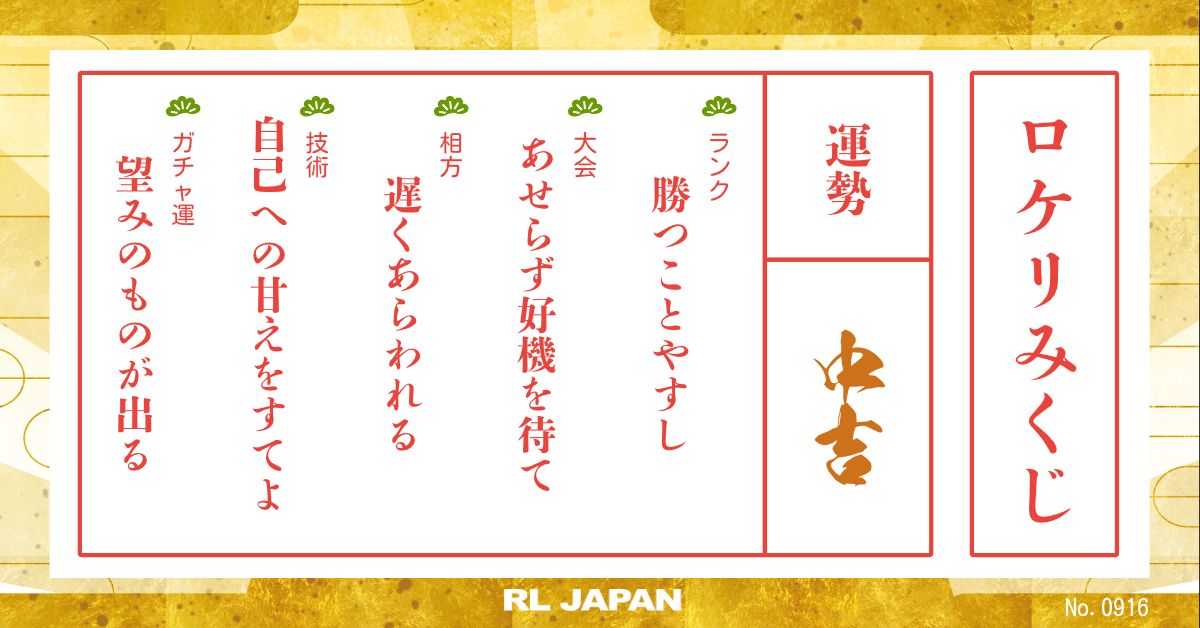 ロケリみくじ
運勢
中吉
ランク
勝つことやすし
大会
あせらず好機を待て
相方
遅くあらわれる
技術
自己への甘えをすてよ
ガチャ運
望みのものが出る
RL JAPAN
No. 0916